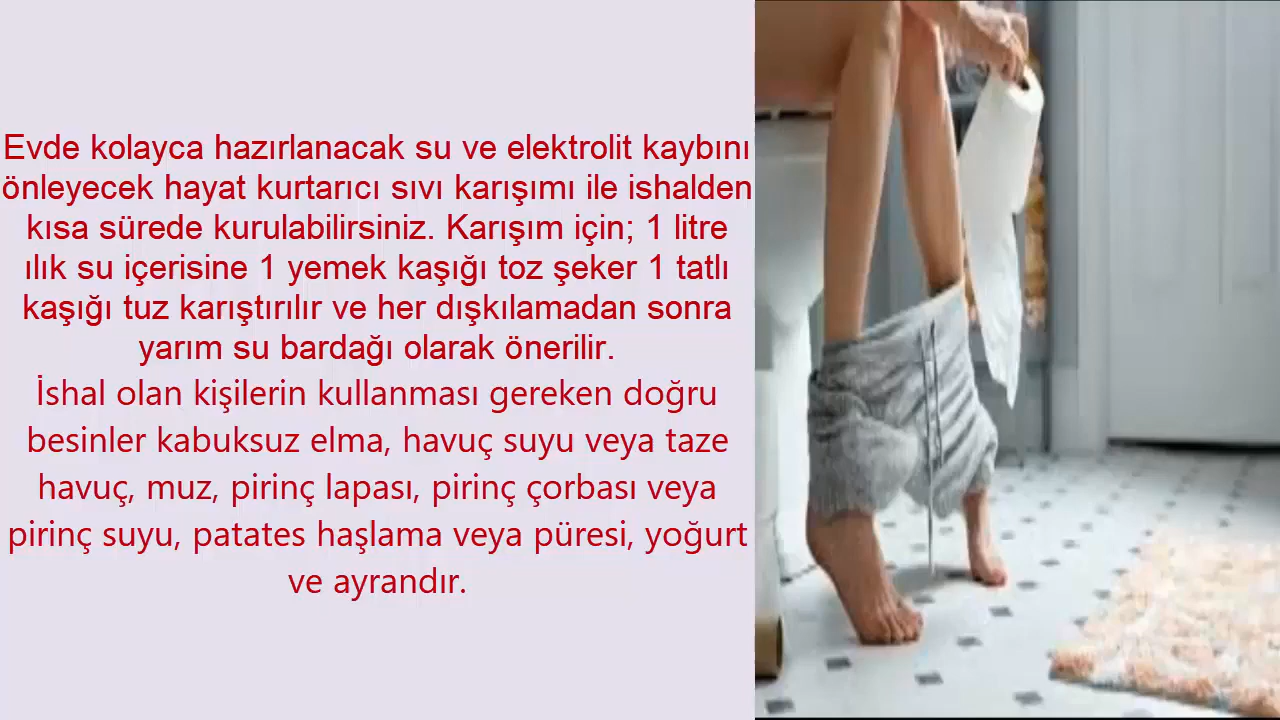 Evde kolayca hazırlanacak su ve elektrolit kaybını
önleyecek hayat kurtarıcı sıvı karışımı ile ishalden
kısa sürede kurulabilirsiniz. Karışım için; 1 litre
ılık su içerisine 1 yemek kaşığı toz şeker 1 tatlı
kaşığı tuz karıştırılır ve her dışkılamadan sonra
yarım su bardağı olarak önerilir.
İshal olan kişilerin kullanması gereken doğru
besinler kabuksuz elma, havuç suyu veya taze
havuç, muz, pirinç lapası, pirinç çorbası veya
pirinç suyu, patates haşlama veya püresi, yoğurt
ve ayrandır.